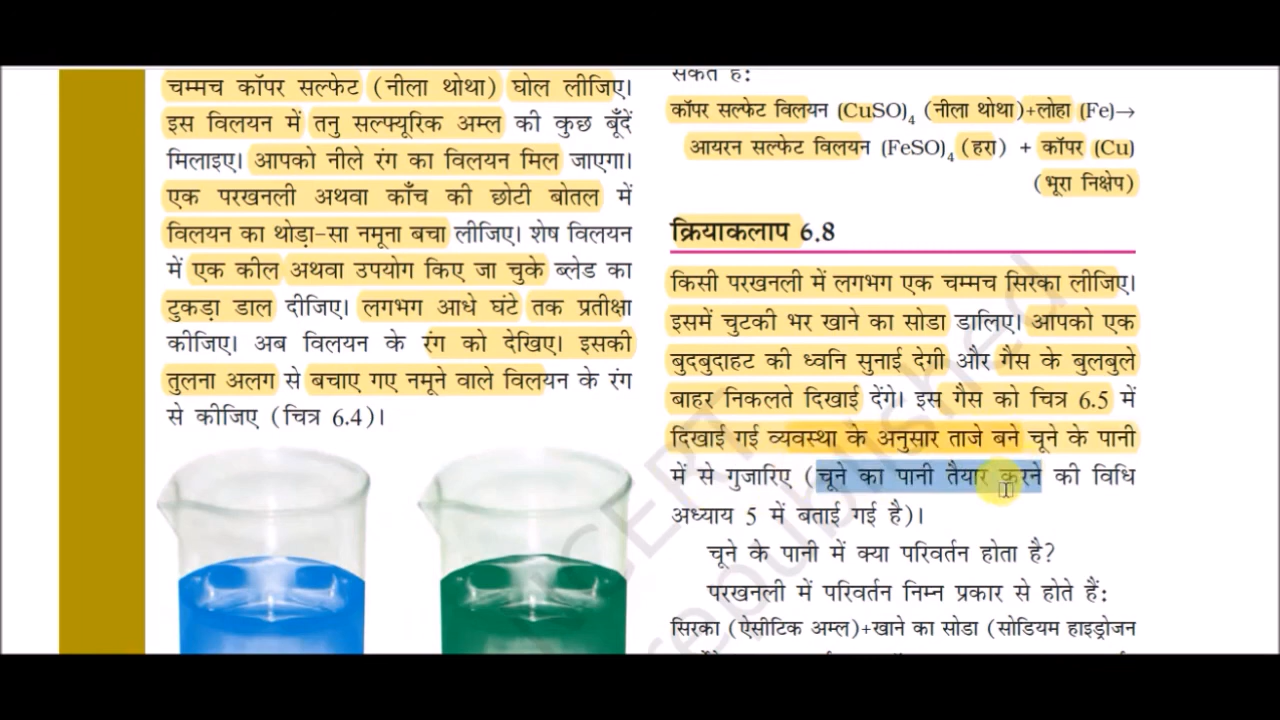 चम्मच कॉपर सल्फेट (नीला थोथा) घोल लीजिए।
इस विलयन में तनु सल्फ्यूरिक अम्ल की कुछ बूँदें
मिलाइए। आपको नीले रंग का विलयन मिल जाएगा।
एक परखनली अथवा काँच की छोटी बोतल में
विलयन का थोड़ा-सा नमूना बचा लीजिए। शेष विलयन
में एक कील अथवा उपयोग किए जा चुके ब्लेड का
टुकड़ा डाल दीजिए। लगभग आधे घंटे तक प्रतीक्षा
कीजिए। अब विलयन के रंग को देखिए। इसकी
तुलना अलग से बचाए गए नमूने वाले विलयन के रंग
से कीजिए (चित्र 6.4)।
सकते हैं:
कॉपर सल्फेट विलयन (CuSO)₄ (नीला थोथा)+लोहा (Fe)→
आयरन सल्फेट विलयन (FeSO)₄ (हरा) + कॉपर (Cu)
(भूरा निक्षेप)
क्रियाकलाप 6.8
किसी परखनली में लगभग एक चम्मच सिरका लीजिए।
इसमें चुटकी भर खाने का सोडा डालिए। आपको एक
बुदबुदाहट की ध्वनि सुनाई देगी और गैस के बुलबुले
बाहर निकलते दिखाई देंगे। इस गैस को चित्र 6.5 में
दिखाई गई व्यवस्था के अनुसार ताजे बने चूने के पानी
में से गुजारिए (चूने का पानी तैयार करने की विधि
अध्याय 5 में बताई गई है)।
चूने के पानी में क्या परिवर्तन होता है?
परखनली में परिवर्तन निम्न प्रकार से होते हैं:
सिरका (ऐसीटिक अम्ल)+खाने का सोडा (सोडियम हाइड्रोजन